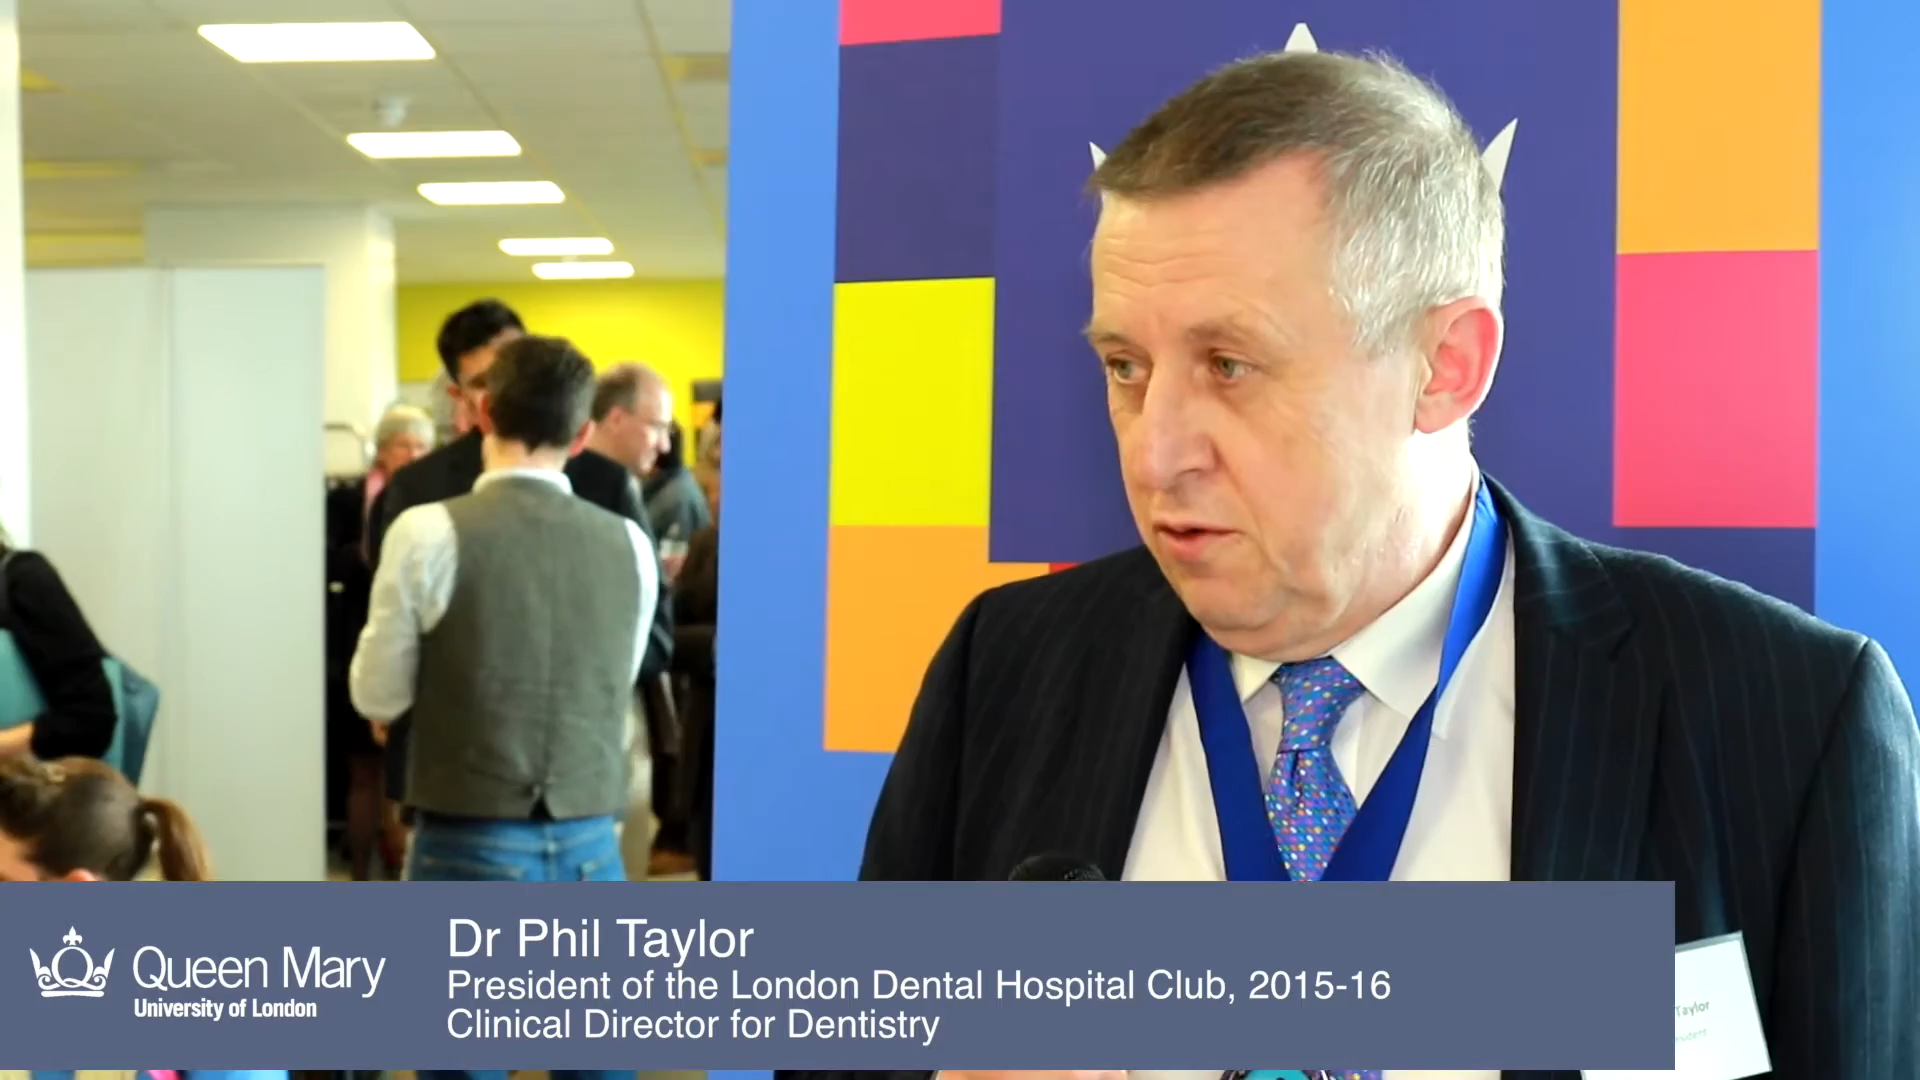 Queen Mary
University of London
Dr Phil Taylor
President of the London Dental Hospital Club, 2015-16
Clinical Director for Dentistry
Taylor